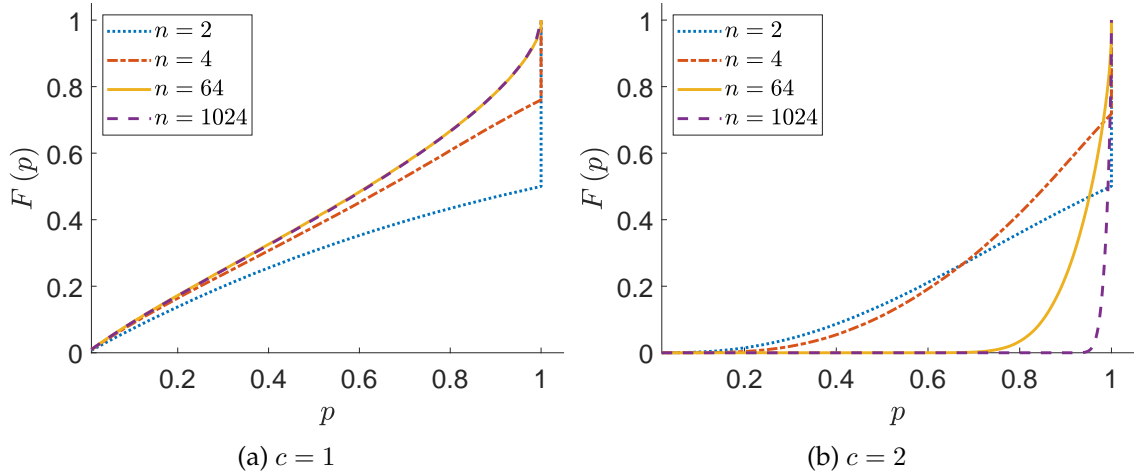 1
0.8
0.6
0.4
0.2
0
F (p)
n = 2
n = 4
n = 64
n = 1024
0.2 0.4 0.6 0.8 1
p
(a) c = 1
1
0.8
0.6
0.4
0.2
0
F (p)
n = 2
n = 4
n = 64
n = 1024
0.2 0.4 0.6 0.8 1
p
(b) c = 2